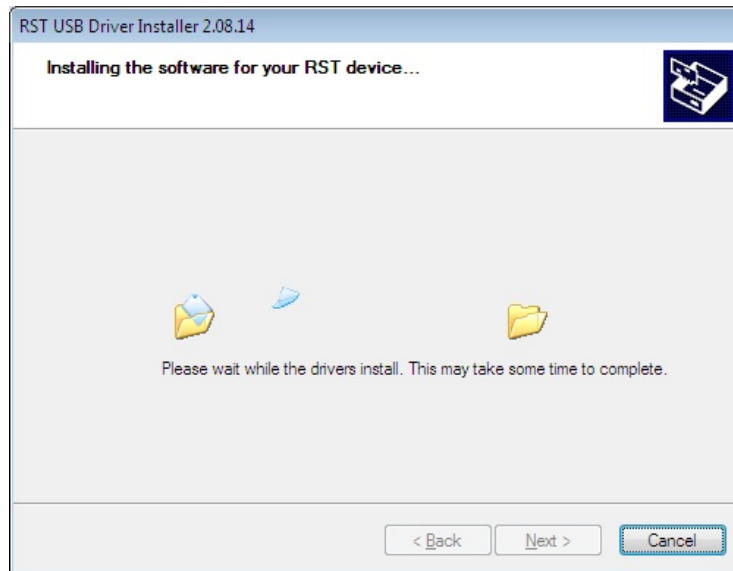 RST USB Driver Installer 2.08.14
Installing the software for your RST device...
Please wait while the drivers install. This may take some time to complete.
< Back
Next >
Cancel